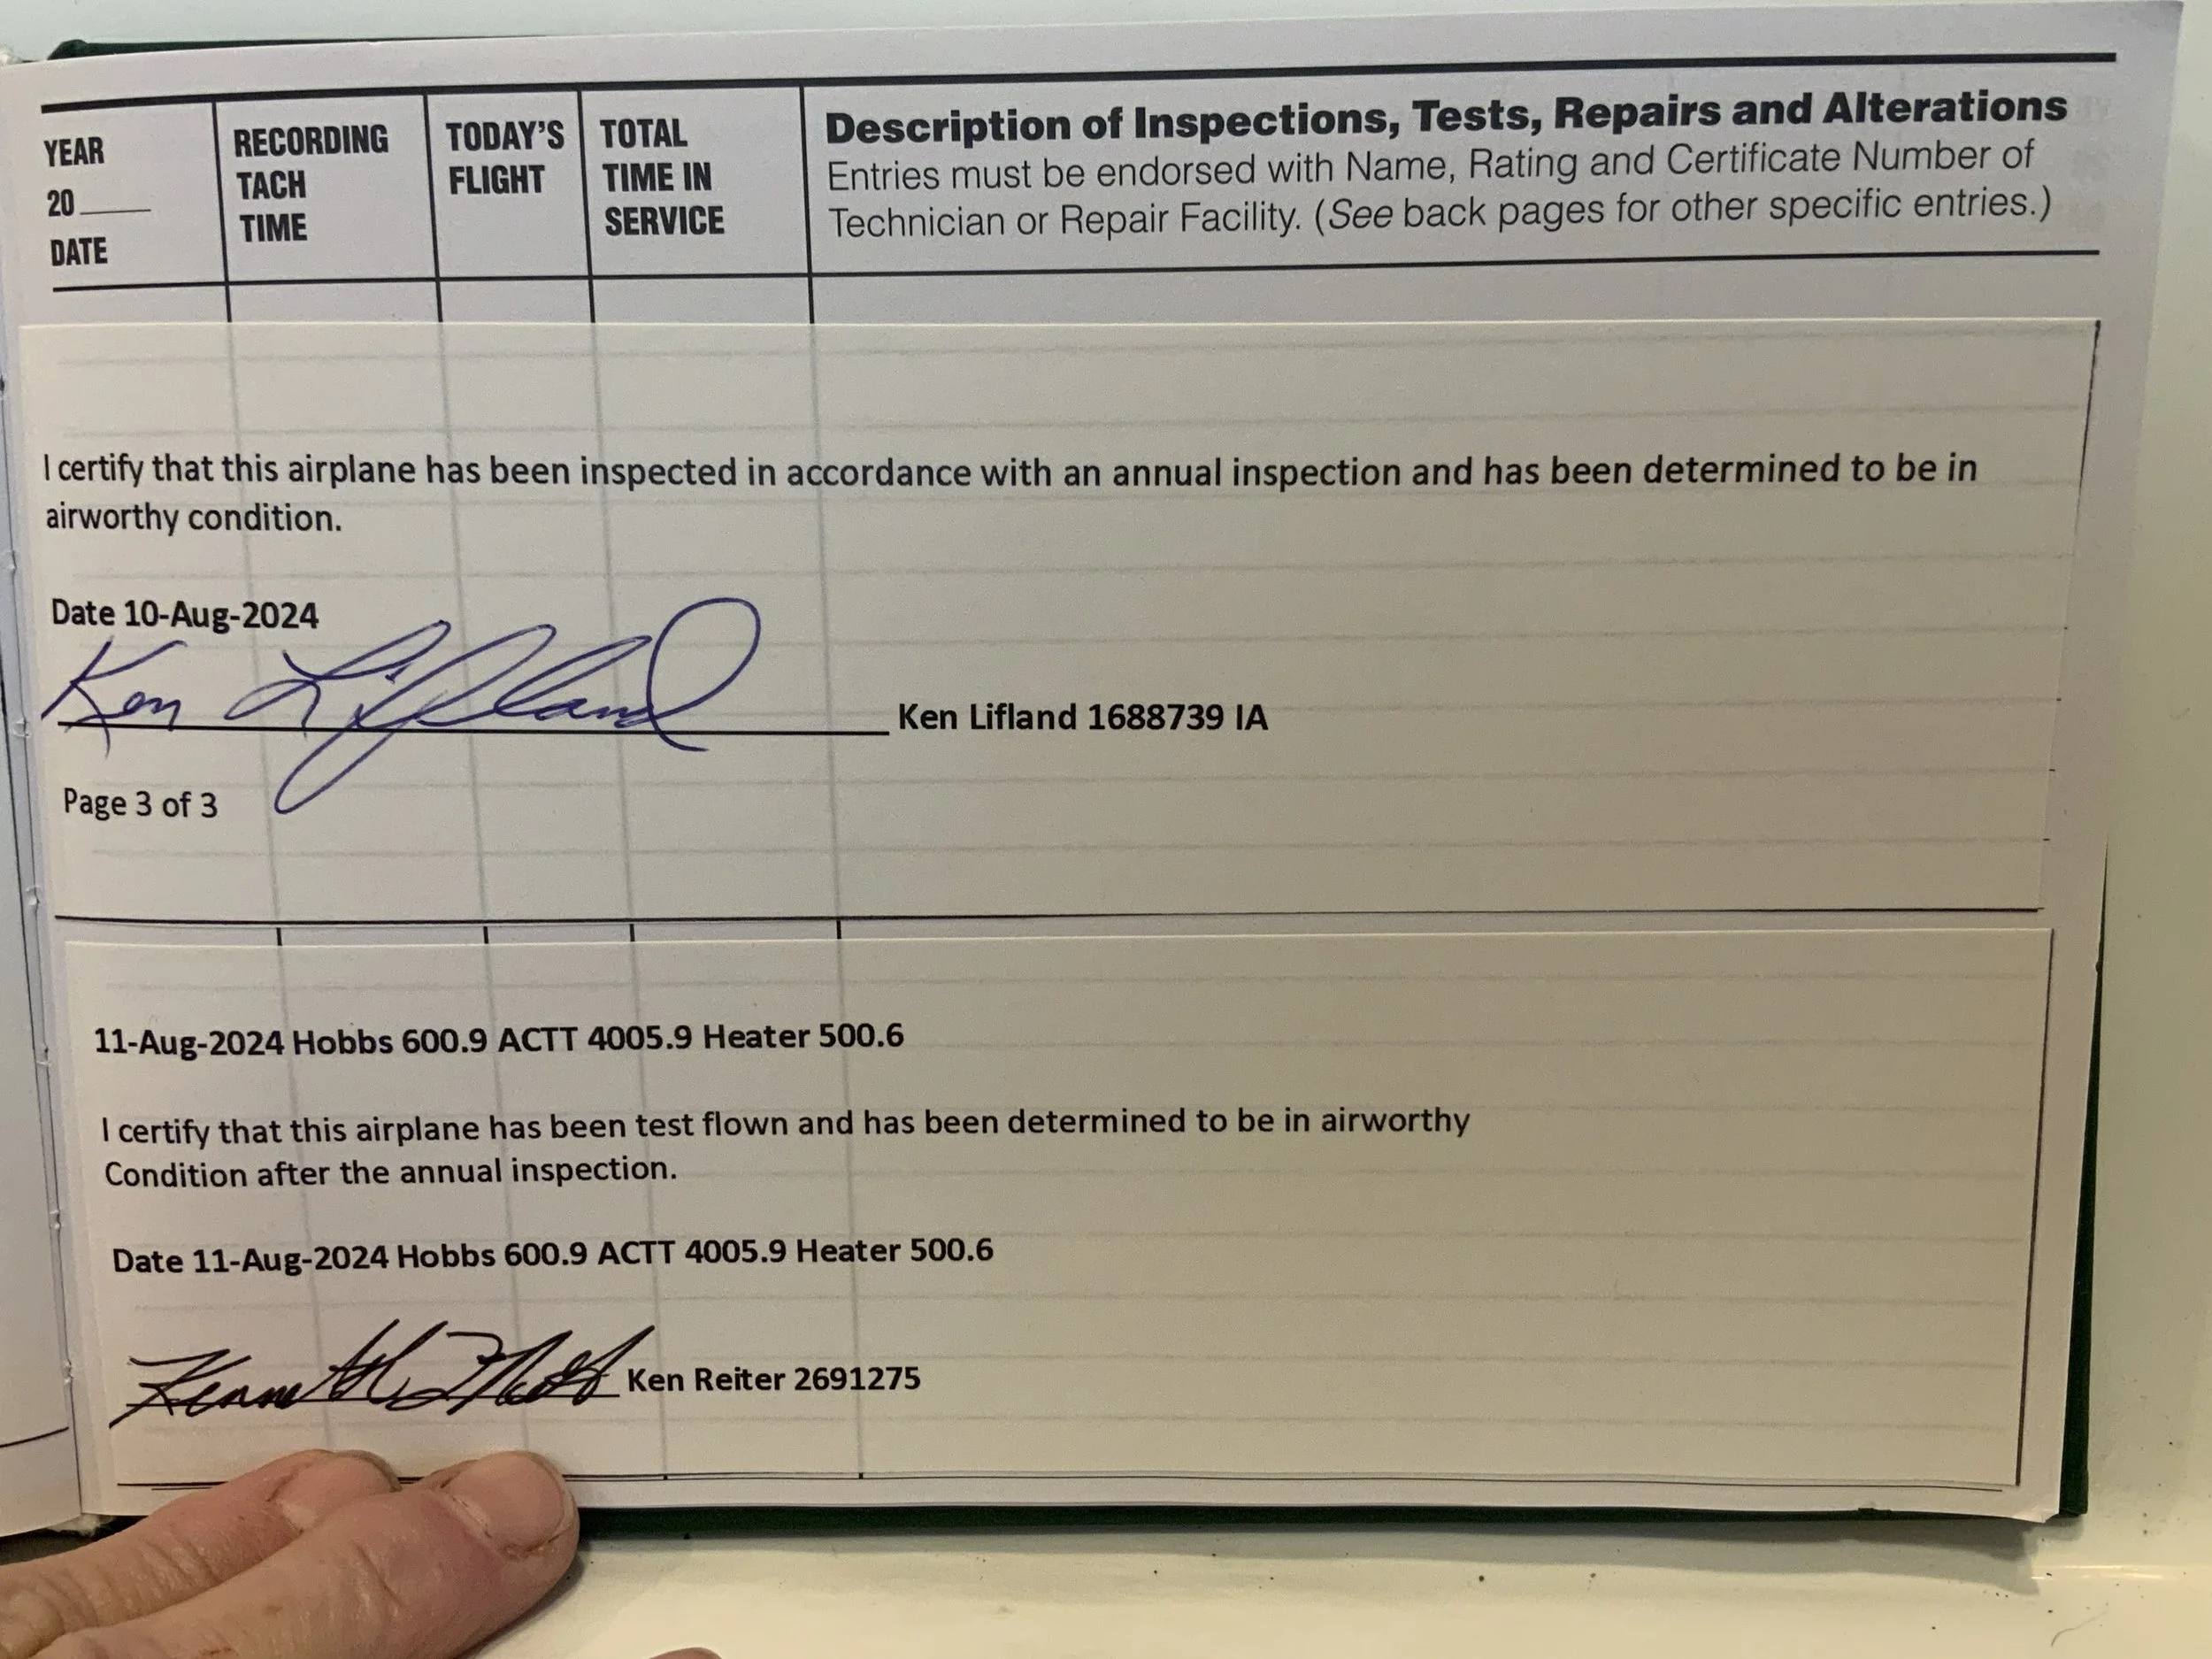 YEAR
20____
DATE
RECORDING
TACH
TIME
TODAY'S
FLIGHT
TOTAL
TIME IN
SERVICE
Description of Inspections, Tests, Repairs and Alterations
Entries must be endorsed with Name, Rating and Certificate Number of
Technician or Repair Facility. (See back pages for other specific entries.)
I certify that this airplane has been inspected in accordance with an annual inspection and has been determined to be in
airworthy condition.
Date 10-Aug-2024
Ken Lifland
Ken Lifland 1688739 IA
Page 3 of 3
11-Aug-2024 Hobbs 600.9 ACTT 4005.9 Heater 500.6
I certify that this airplane has been test flown and has been determined to be in airworthy
Condition after the annual inspection.
Date 11-Aug-2024 Hobbs 600.9 ACTT 4005.9 Heater 500.6
Kenneth
Ken Reiter 2691275